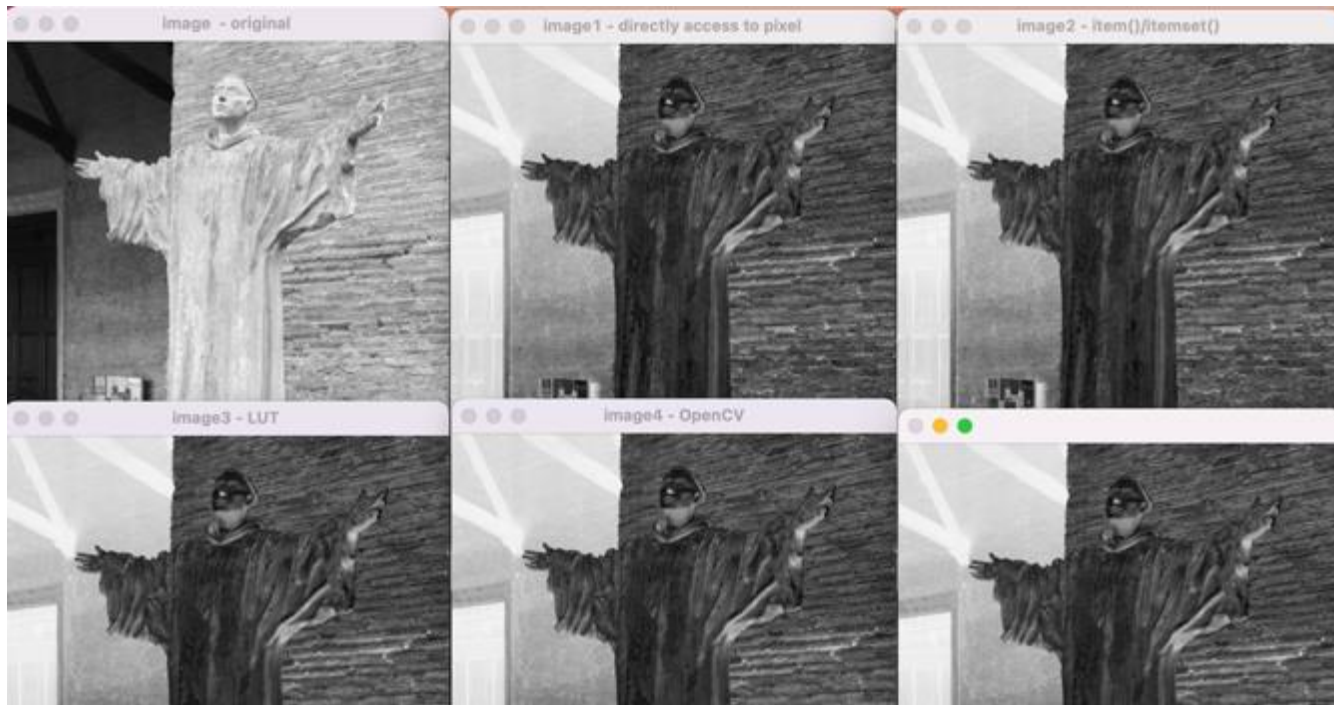 image - original
image1 - directly access to pixel
image2 - item()/itemset()
image3 - LUT
image4 - OpenCV